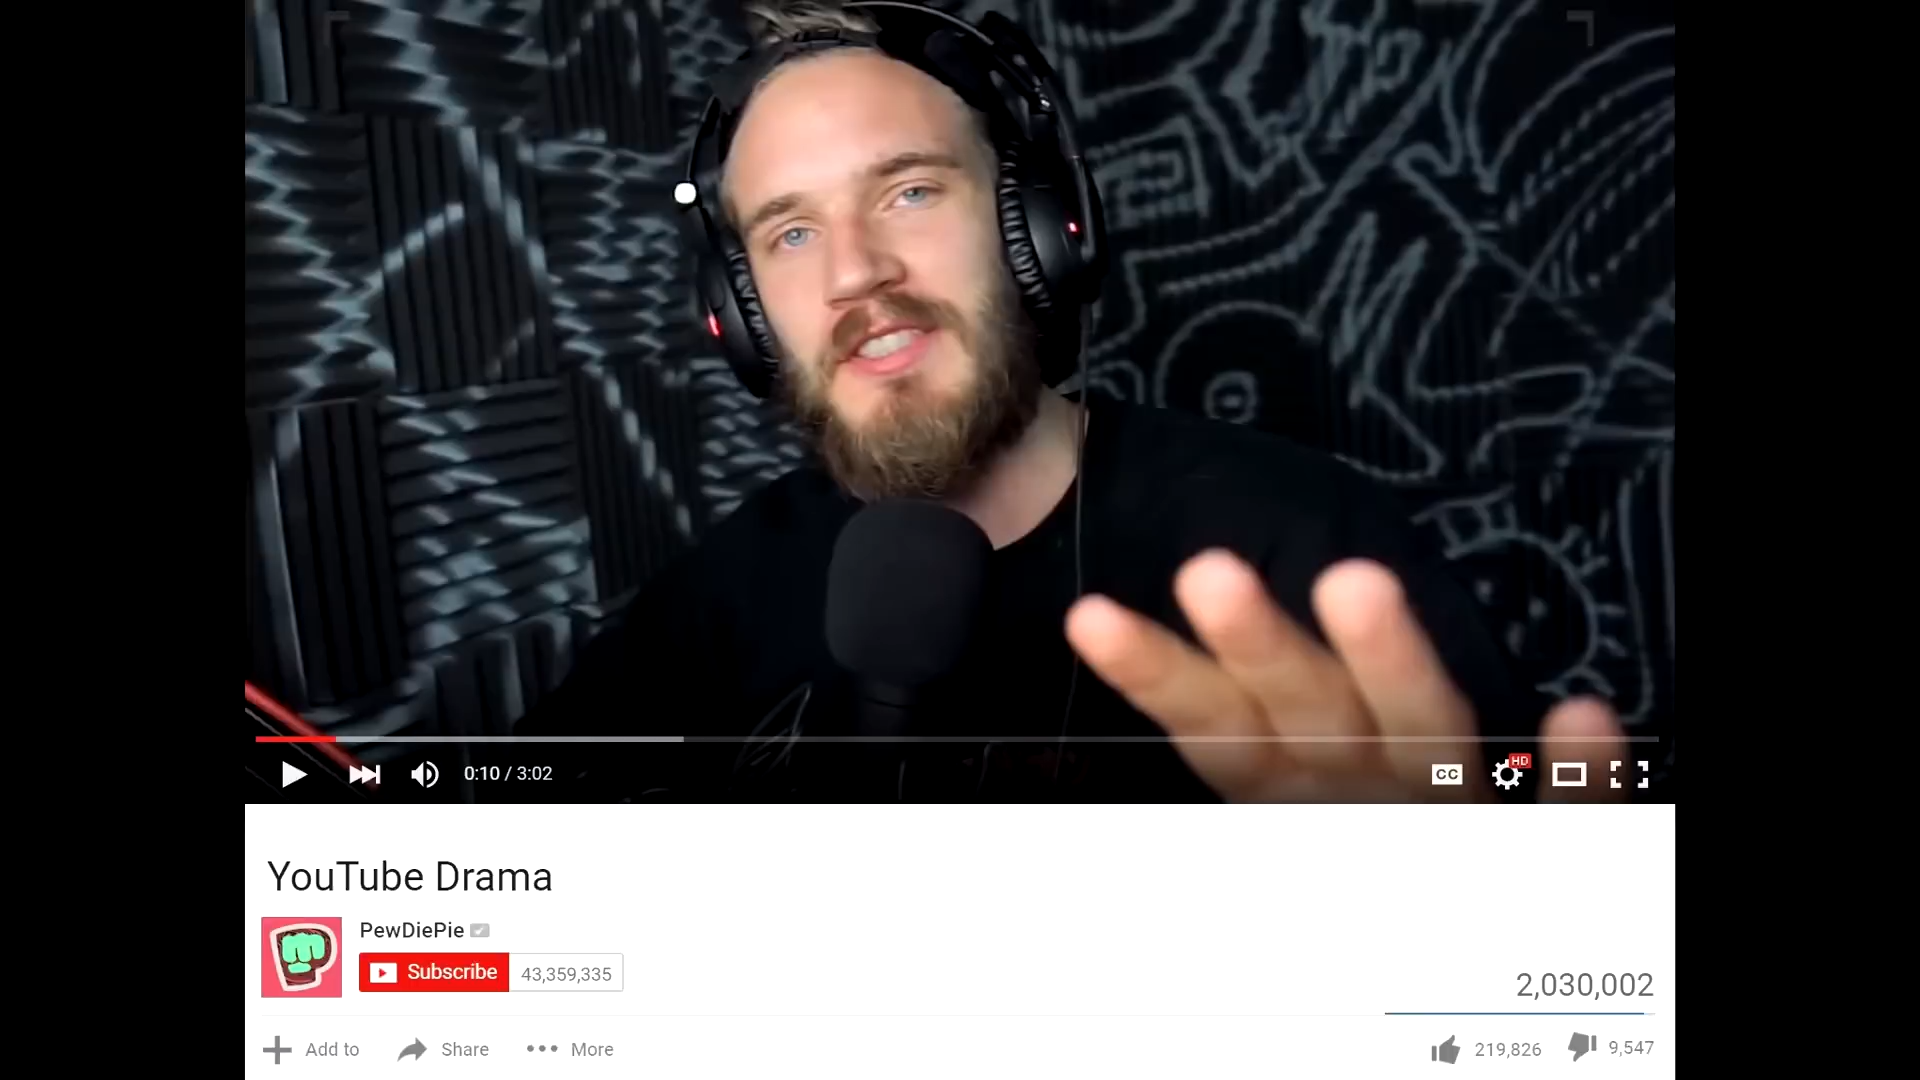 HD
0:10 / 3:02
CC
YouTube Drama
PewDiePie
Subscribe
43,359,335
2,030,002
Add to
Share
More
219,826
9,547